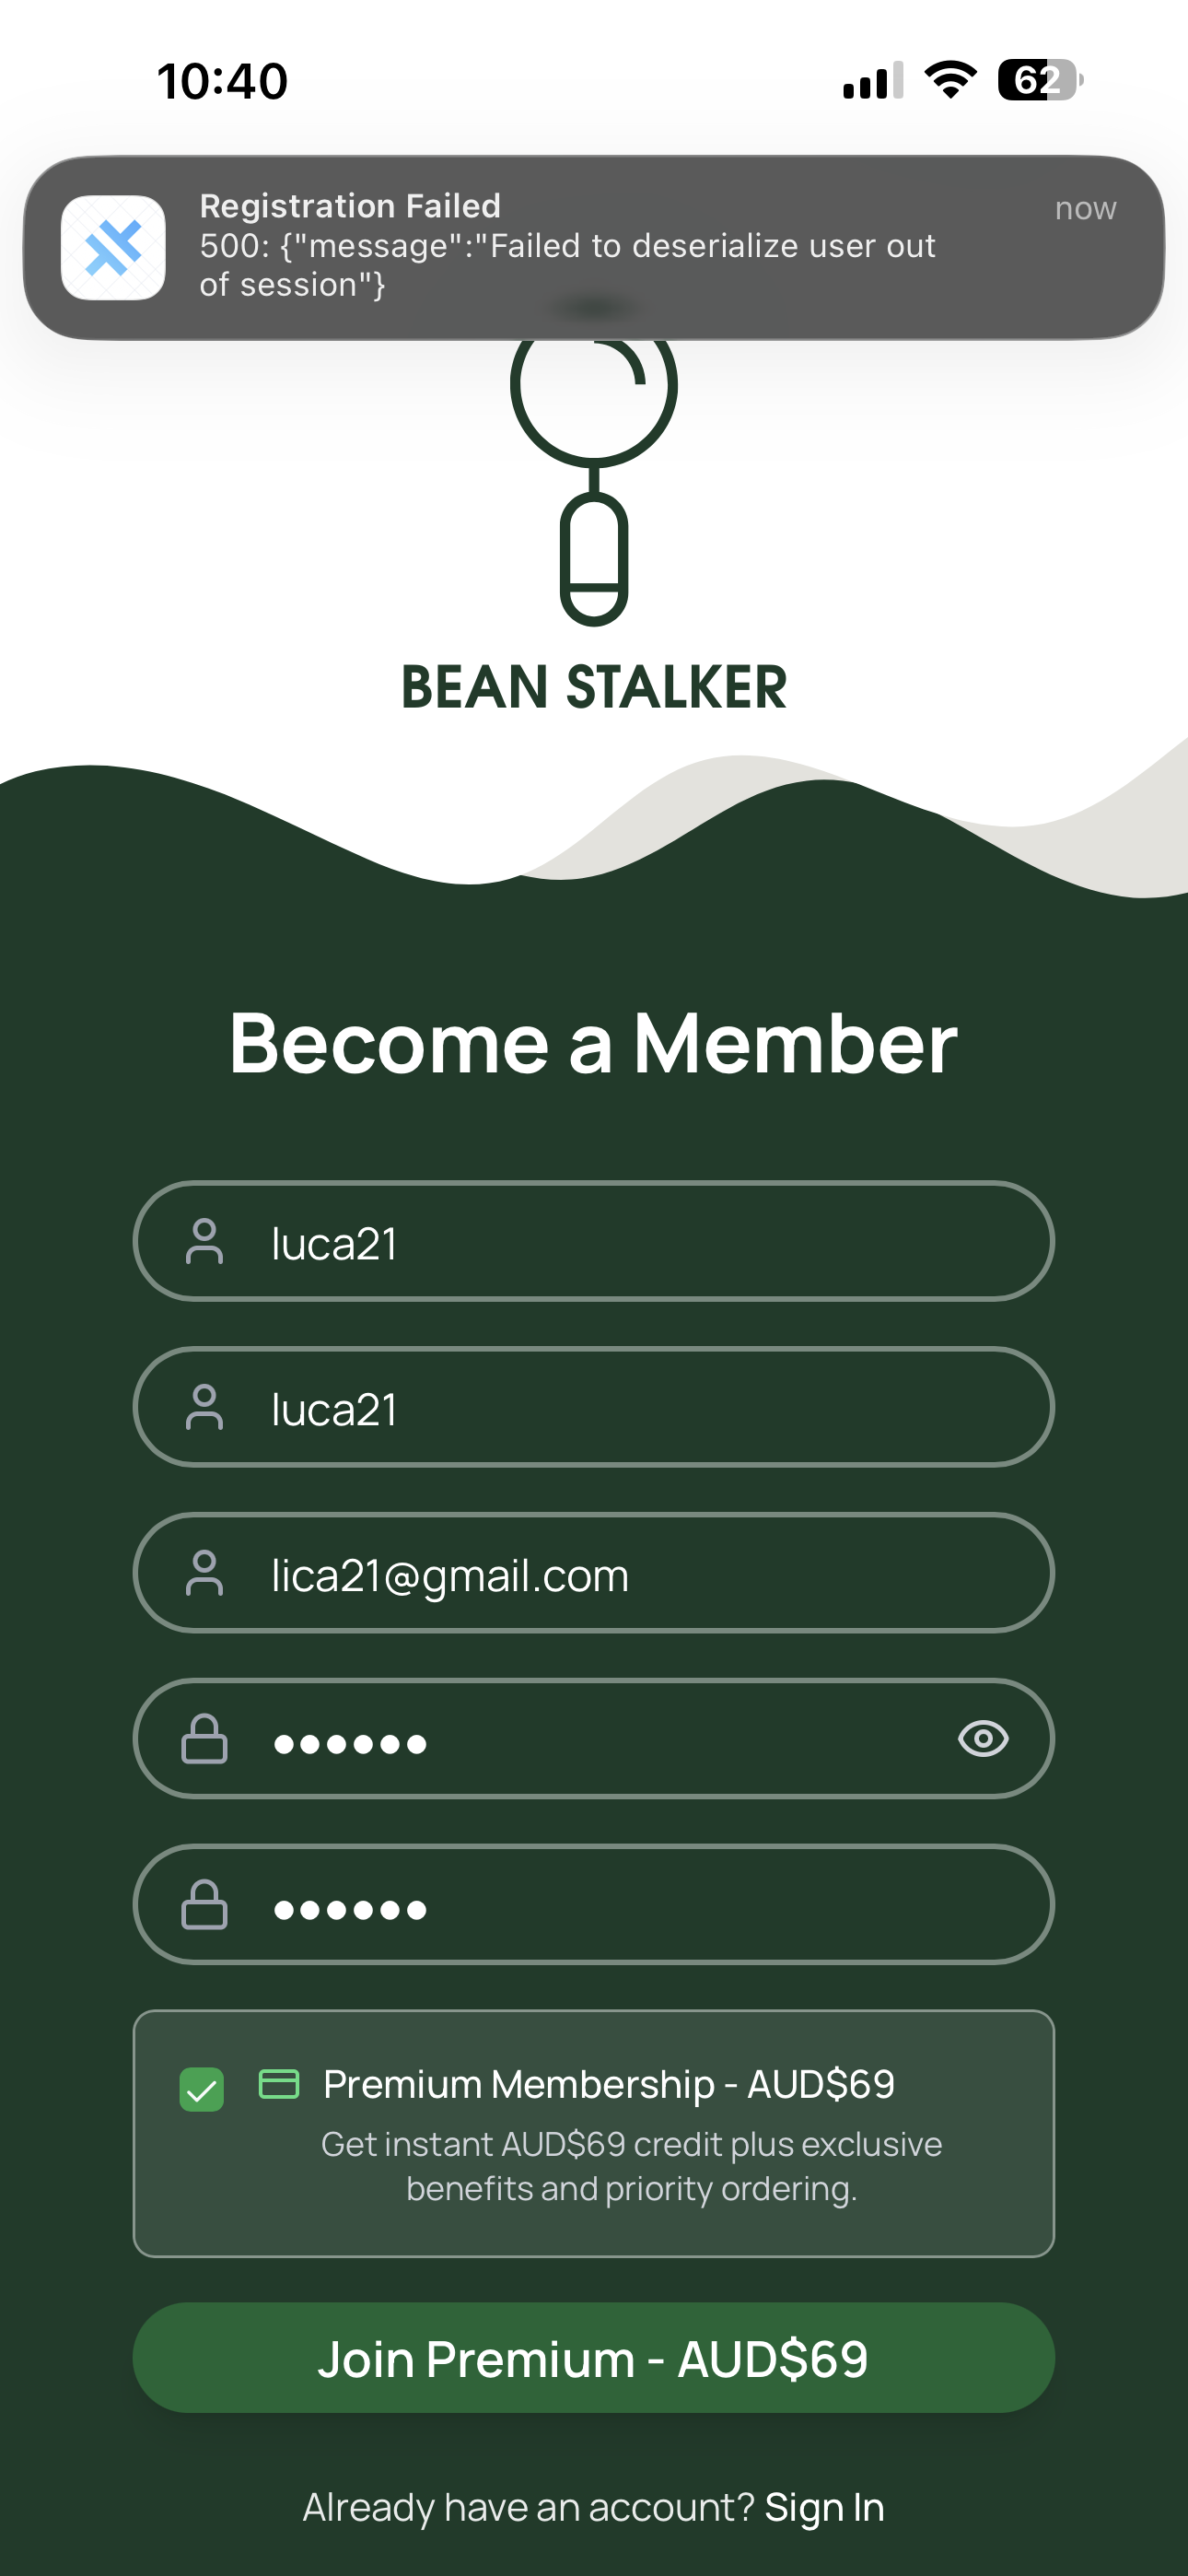 10:40
62
Registration Failed
now
500: {"message":"Failed to deserialize user out
of session"}
BEAN STALKER
Become a Member
luca21
luca21
lica21@gmail.com
••••••
••••••
Premium Membership - AUD$69
Get instant AUD$69 credit plus exclusive
benefits and priority ordering.
Join Premium - AUD$69
Already have an account? Sign In